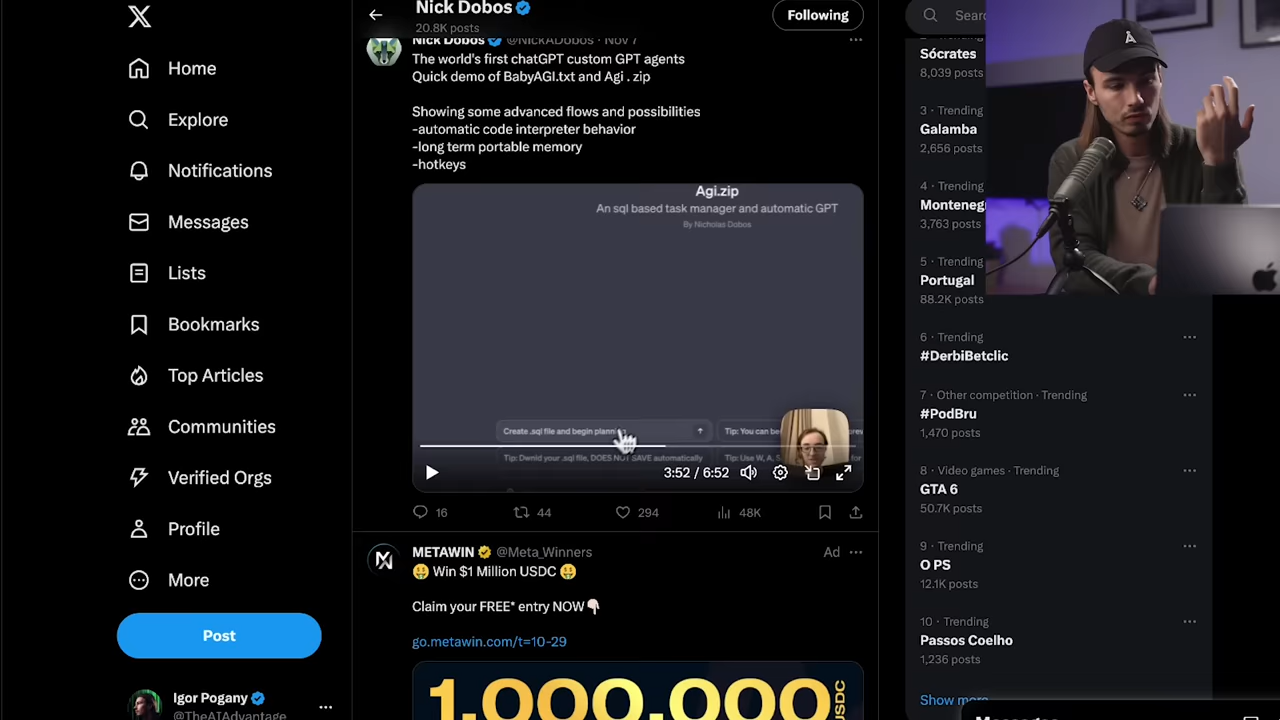 Home
Explore
Notifications
Messages
Lists
Bookmarks
Top Articles
Communities
Verified Orgs
Profile
More
Post
Igor Pogany
@TheAIAdvantage
Nick Dobos
20.8K posts
Following
Nick Dobos @NickADobos · Nov 7
The world's first chatGPT custom GPT agents
Quick demo of BabyAGI.txt and Agi . zip
Showing some advanced flows and possibilities
-automatic code interpreter behavior
-long term portable memory
-hotkeys
Agi.zip
An sql based task manager and automatic GPT
By Nicholas Dobos
Create .sql file and begin
Tip: You can
Tip: Dwnld your .sql file, DOES NOT SAVE automatically
Tip: Use W, A, S
3:52 / 6:52
16
44
294
48K
METAWIN @Meta_Winners
Ad
🤑 Win $1 Million USDC 🤑
Claim your FREE* entry NOW👇🏻
go.metawin.com/t=10-29
1,000,000
USDC
Sócrates
8,039 posts
3 · Trending
Galamba
2,656 posts
4 · Trending
3,763 posts
5 · Trending
Portugal
88.2K posts
6 · Trending
#DerbiBetclic
7 · Other competition · Trending
#PodBru
1,470 posts
8 · Video games · Trending
GTA 6
50.7K posts
9 · Trending
O PS
12.1K posts
10 · Trending
Passos Coelho
1,236 posts
Show more
Messages